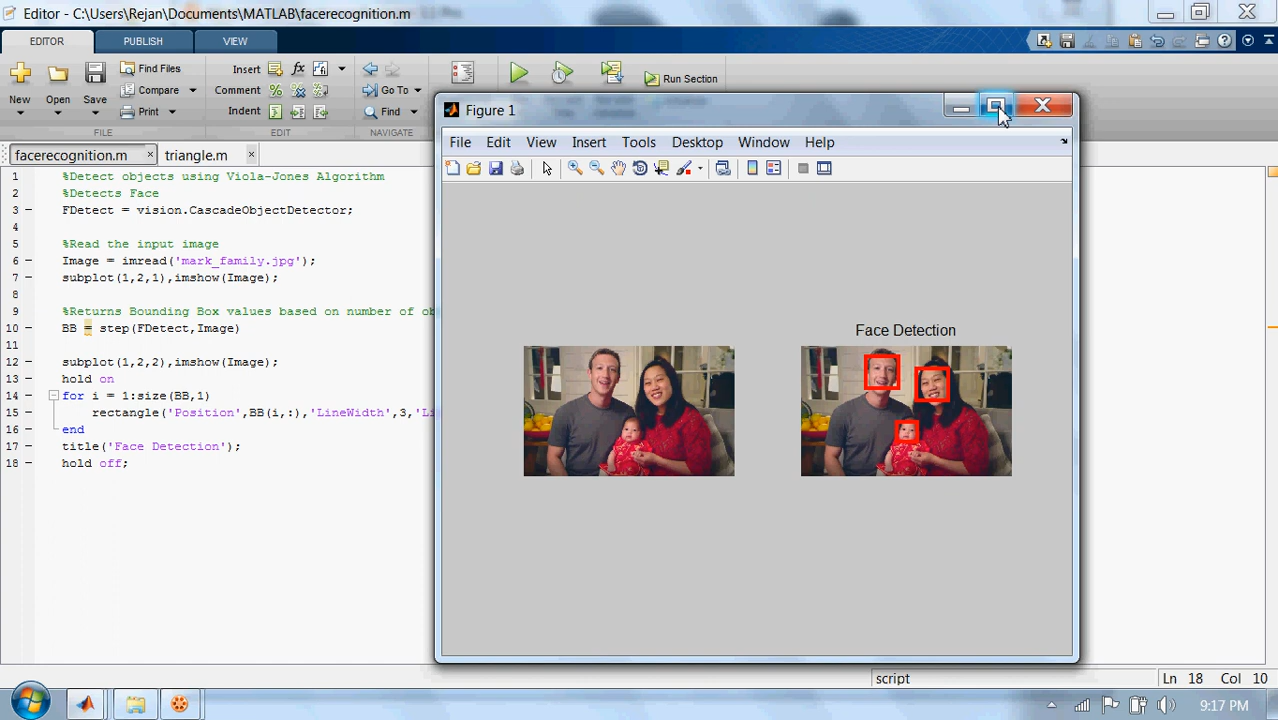 Editor - C:\Users\Rejan\Documents\MATLAB\facerecognition.m
EDITOR PUBLISH VIEW
New Open Save Find Files Compare Print
Insert Comment Indent
Go To Find
Run Section
FILE EDIT NAVIGATE
facerecognition.m × triangle.m ×
1 %Detect objects using Viola-Jones Algorithm
2 %Detects Face
3 – FDetect = vision.CascadeObjectDetector;
4
5 %Read the input image
6 – Image = imread('mark_family.jpg');
7 – subplot(1,2,1),imshow(Image);
8
9 %Returns Bounding Box values based on number of
10 – BB = step(FDetect,Image)
11
12 – subplot(1,2,2),imshow(Image);
13 – hold on
14 – for i = 1:size(BB,1)
15 – rectangle('Position',BB(i,:),'LineWidth',3,'
16 – end
17 – title('Face Detection');
18 – hold off;
Figure 1
File Edit View Insert Tools Desktop Window Help
Face Detection
script Ln 18 Col 10
9:17 PM